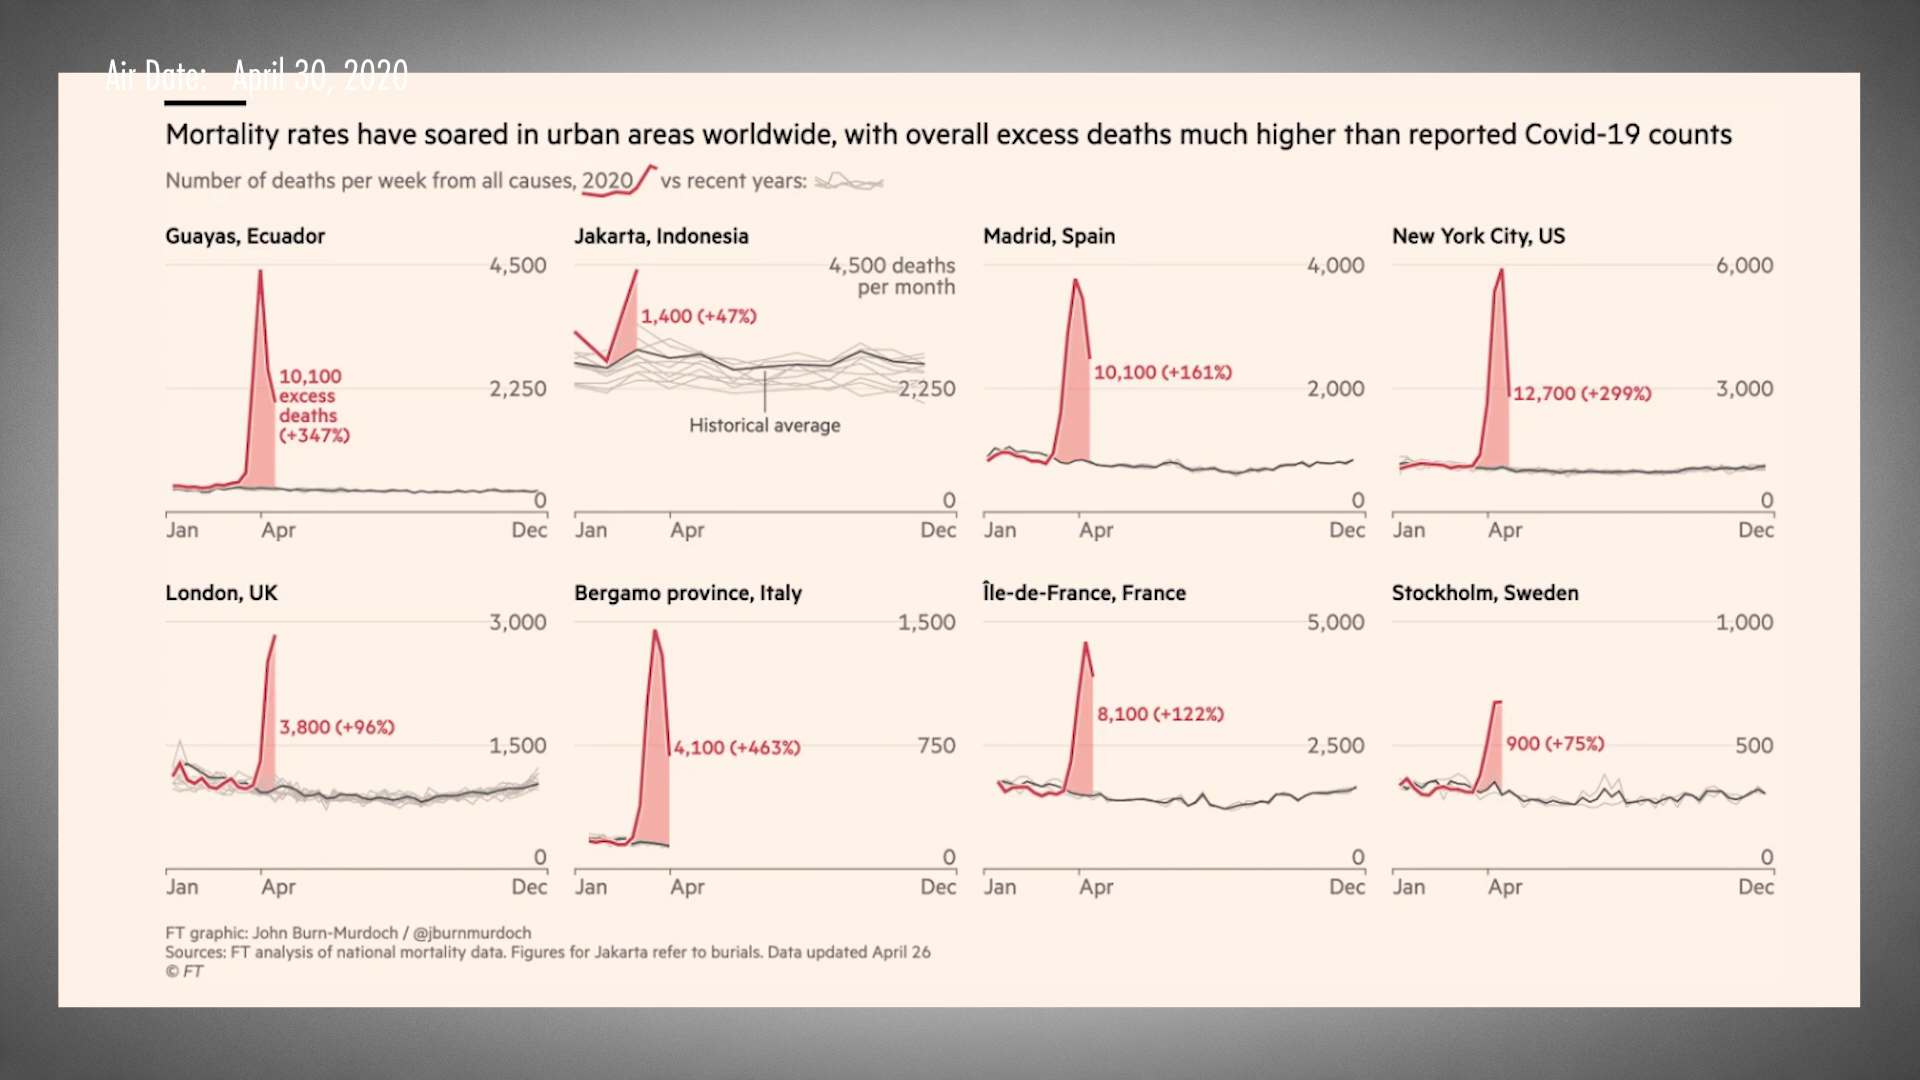 Air Date: April 30, 2020
Mortality rates have soared in urban areas worldwide, with overall excess deaths much higher than reported Covid-19 counts
Number of deaths per week from all causes, 2020 vs recent years:
Guayas, Ecuador
4,500
10,100
excess
deaths
(+347%)
2,250
0
Jan Apr Dec
Jakarta, Indonesia
4,500 deaths
per month
1,400 (+47%)
2,250
Historical average
0
Jan Apr Dec
Madrid, Spain
4,000
10,100 (+161%)
2,000
0
Jan Apr Dec
New York City, US
6,000
12,700 (+299%)
3,000
0
Jan Apr Dec
London, UK
3,000
3,800 (+96%)
1,500
0
Jan Apr Dec
Bergamo province, Italy
1,500
4,100 (+463%)
750
0
Jan Apr Dec
Île-de-France, France
5,000
8,100 (+122%)
2,500
0
Jan Apr Dec
Stockholm, Sweden
1,000
900 (+75%)
500
0
Jan Apr Dec
FT graphic: John Burn-Murdoch / @jburnmurdoch
Sources: FT analysis of national mortality data. Figures for Jakarta refer to burials. Data updated April 26
© FT